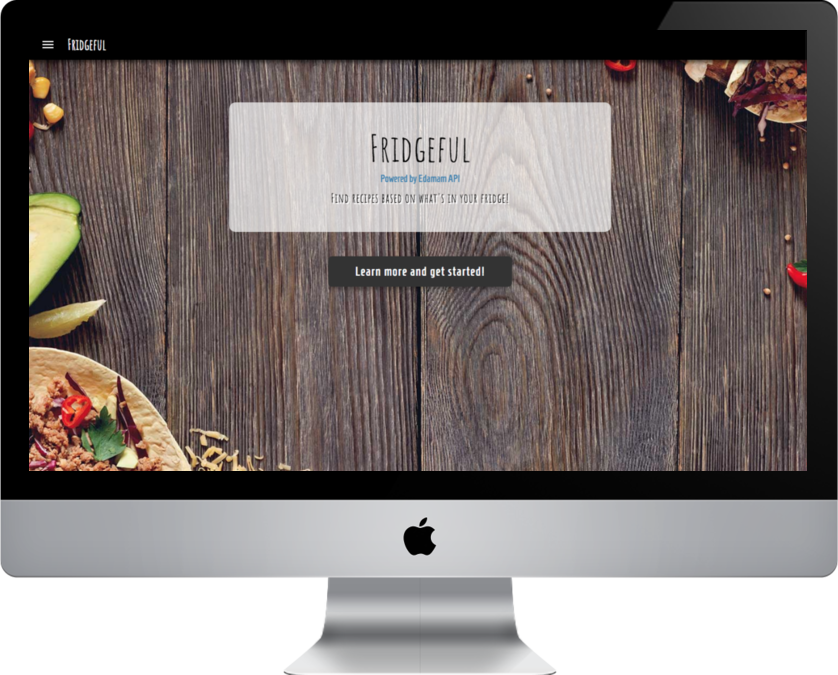 Fridgeful
Fridgeful
Powered by Edamam API
Find recipes based on what's in your fridge!
Learn more and get started!